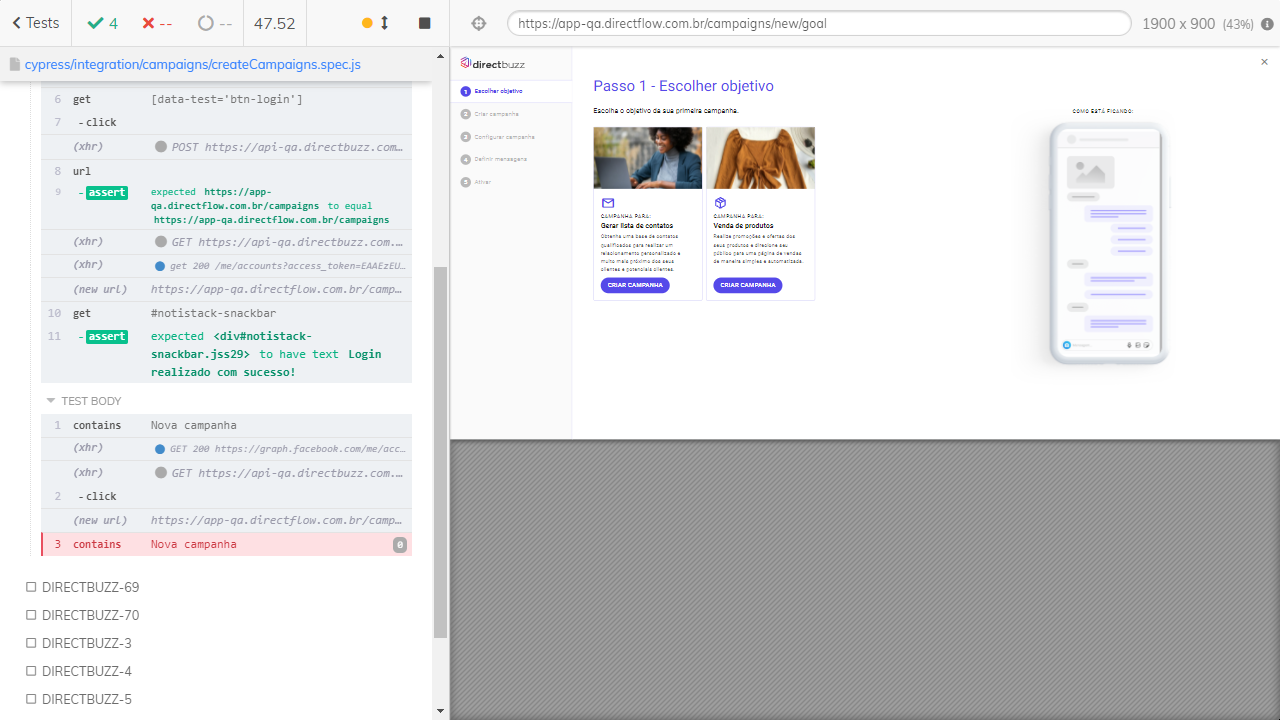 Tests
4
--
--
47.52
https://app-qa.directflow.com.br/campaigns/new/goal
1900 x 900 (43%)
cypress/integration/campaigns/createCampaigns.spec.js
6 get [data-test='btn-login']
7 -click
(xhr) POST https://api-qa.directbuzz.com...
8 url
9 -assert expected https://app-
qa.directflow.com.br/campaigns to equal
https://app-qa.directflow.com.br/campaigns
(xhr) GET https://api-qa.directbuzz.com....
(xhr) get 200 /me/accounts?access_token=EAAEzEU...
(new url) https://app-qa.directflow.com.br/camp...
10 get #notistack-snackbar
11 -assert expected <div#notistack-
snackbar.jss29> to have text Login
realizado com sucesso!
TEST BODY
1 contains Nova campanha
(xhr) GET 200 https://graph.facebook.com/me/acc...
(xhr) GET https://api-qa.directbuzz.com....
2 -click
(new url) https://app-qa.directflow.com.br/camp...
3 contains Nova campanha 0
DIRECTBUZZ-69
DIRECTBUZZ-70
DIRECTBUZZ-3
DIRECTBUZZ-4
DIRECTBUZZ-5
directbuzz
1 Escolher objetivo
2 Criar campanha
3 Configurar campanha
4 Definir mensagens
5 Ativar
Passo 1 - Escolher objetivo
Escolha o objetivo da sua primeira campanha.
CAMPANHA PARA:
Gerar lista de contatos
Obtenha uma base de contatos
qualificados para realizar um
relacionamento personalizado e
muito mais próximo dos seus
clientes e potenciais clientes.
CRIAR CAMPANHA
CAMPANHA PARA:
Venda de produtos
Realize promoções e ofertas dos
seus produtos e direcione seu
público para uma página de vendas
de maneira simples e automatizada.
CRIAR CAMPANHA
COMO ESTÁ FICANDO: